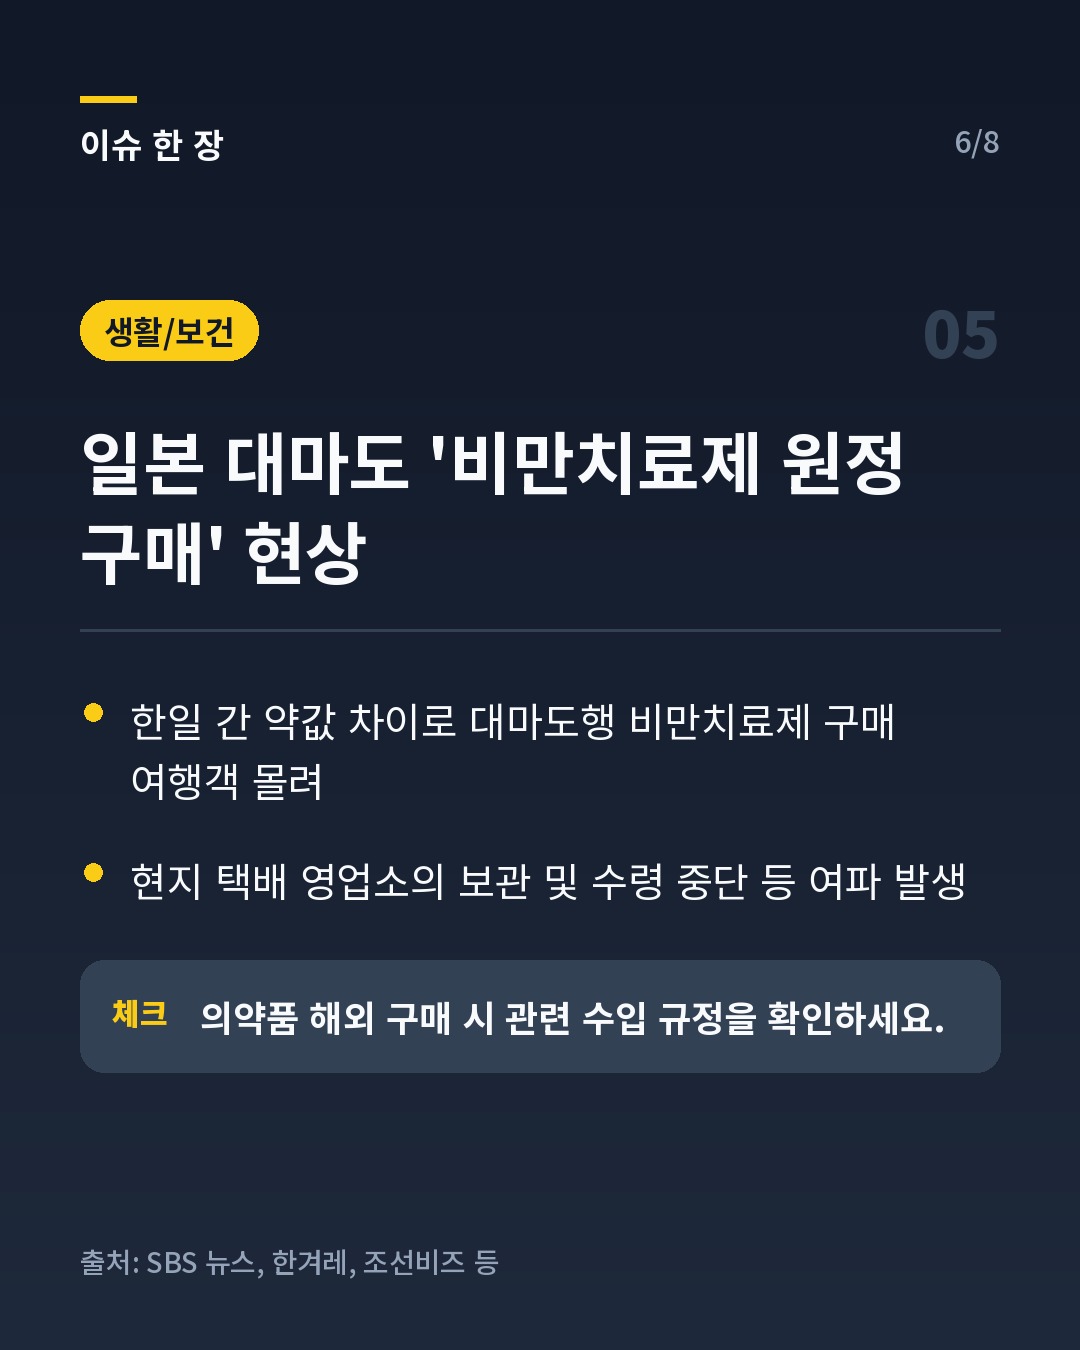 이슈 한 장
6/8
생활/보건
05
일본 대마도 '비만치료제 원정
구매' 현상
한일 간 약값 차이로 대마도행 비만치료제 구매
여행객 몰려
현지 택배 영업소의 보관 및 수령 중단 등 여파 발생
체크 의약품 해외 구매 시 관련 수입 규정을 확인하세요.
출처: SBS 뉴스, 한겨레, 조선비즈 등